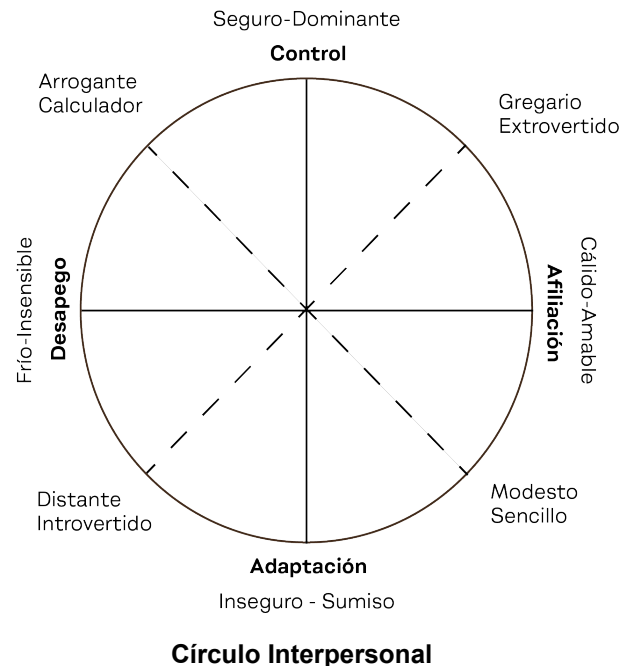 Seguro-Dominante
Control
Arrogante
Calculador
Gregario
Extrovertido
Frío-Insensible
Desapego
Afiliación
Cálido-Amable
Distante
Introvertido
Modesto
Sencillo
Adaptación
Inseguro - Sumiso
Círculo Interpersonal